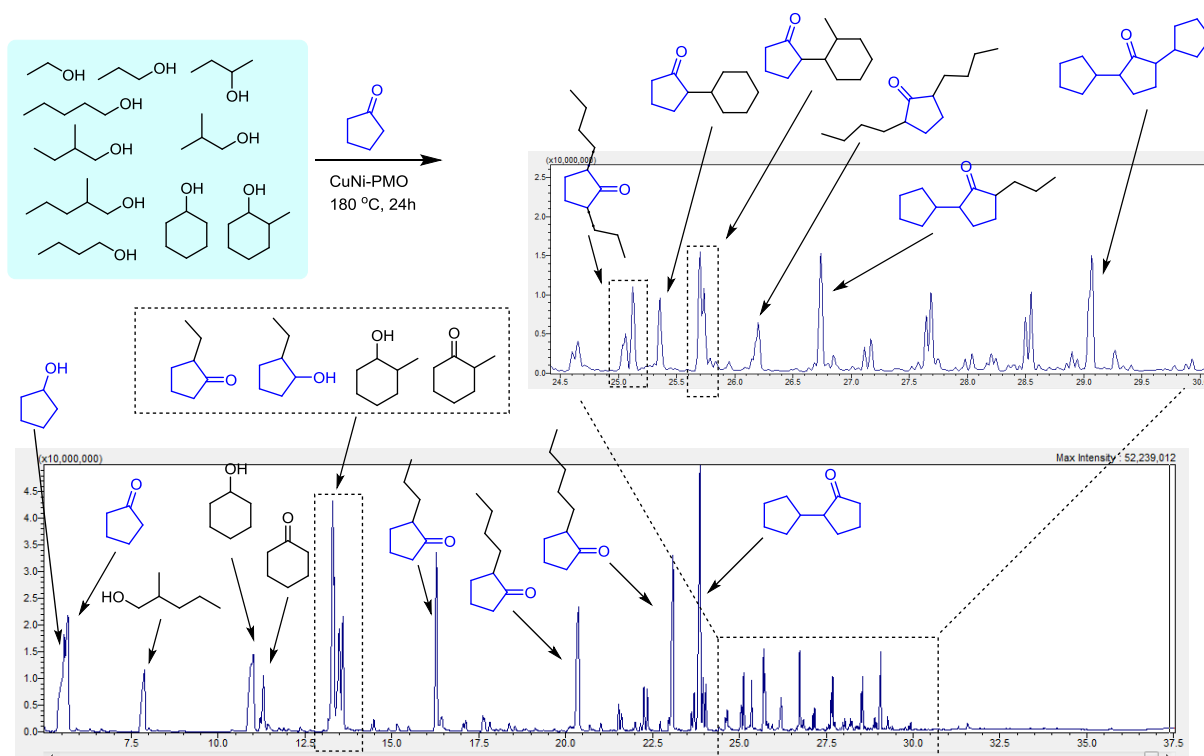 OH
OH
OH
OH
OH
OH
OH
OH
OH
OH
O
CuNi-PMO
180 °C, 24h
O
O
O
O
O
O
(x10,000,000)
2.5
2.0
1.5
1.0
0.5
0.0
24.5 25.0 25.5 26.0 26.5 27.0 27.5 28.0 28.5 29.0 29.5 30.
OH
O
OH
OH
O
(x10,000,000)
Max Intensity : 52,239,012
4.5
4.0
3.5
3.0
2.5
2.0
1.5
1.0
0.5
0.0
O
HO
OH
O
O
O
O
O
7.5 10.0 12.5 15.0 17.5 20.0 22.5 25.0 27.5 30.0 32.5 35.0 37.5